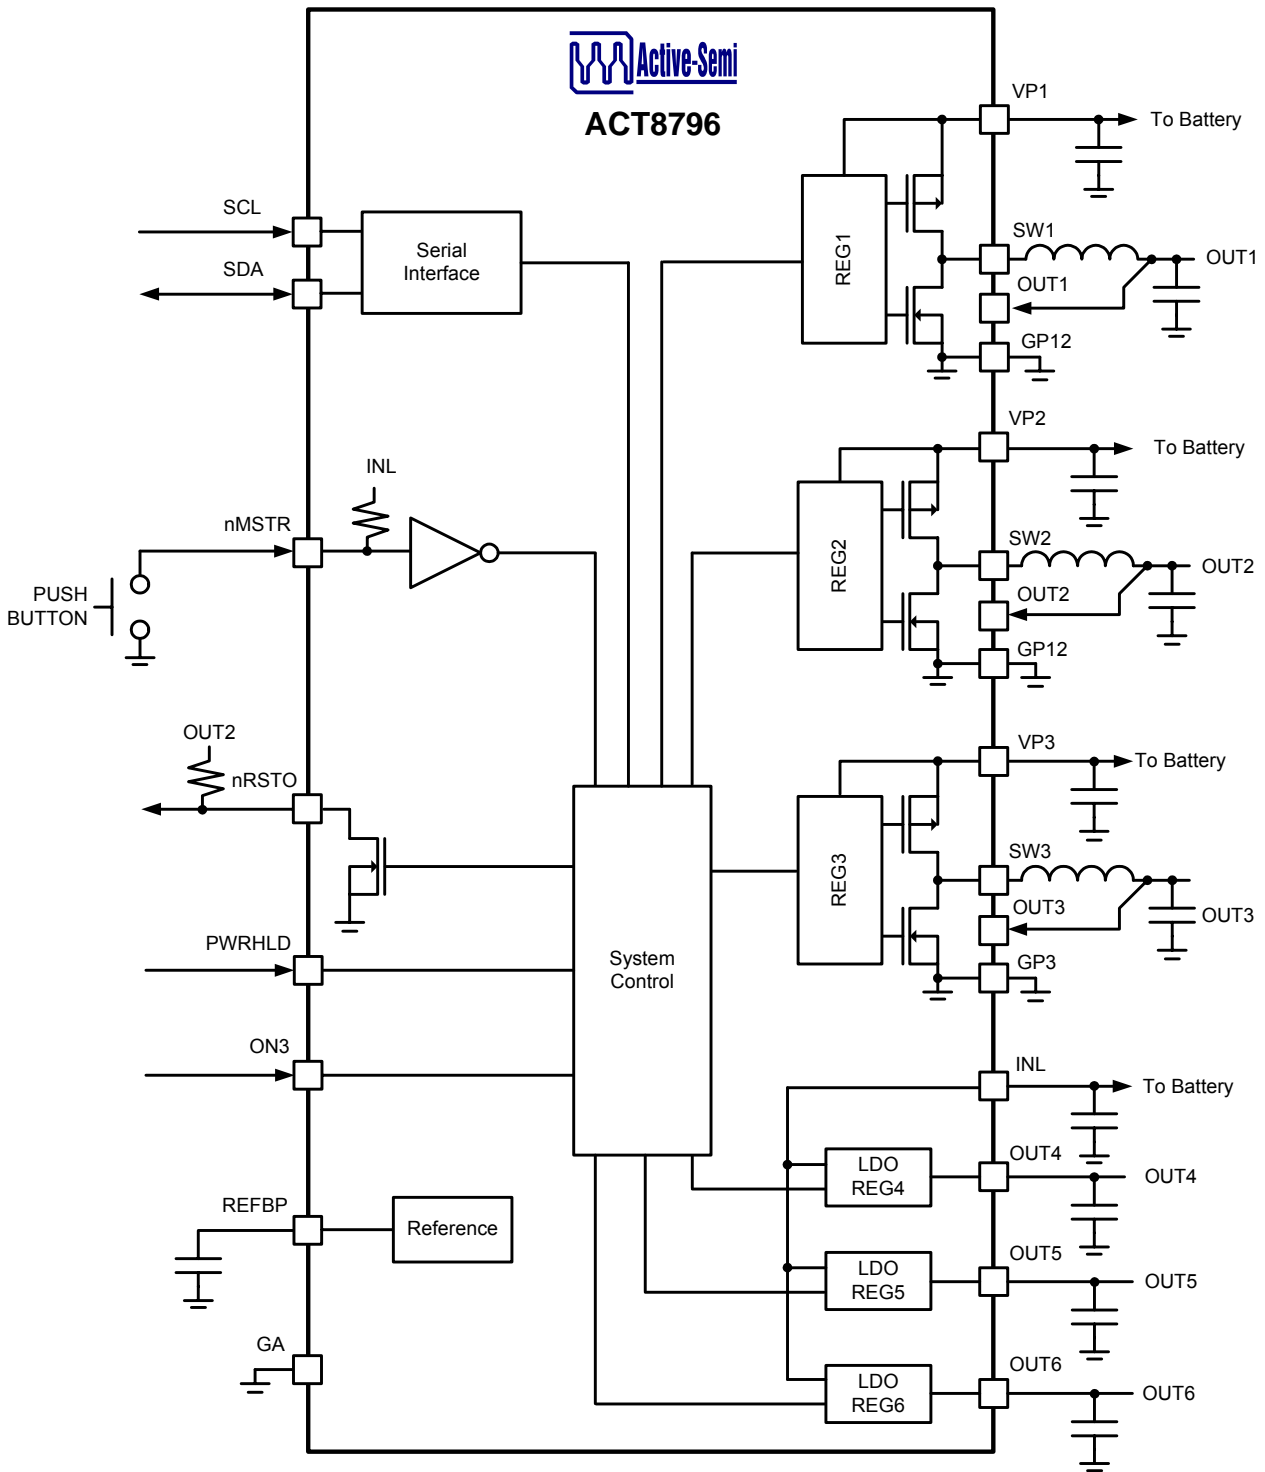 Active-Semi
ACT8796
VP1
To Battery
SCL
SDA
Serial
Interface
REG1
SW1
OUT1
OUT1
GP12
VP2
To Battery
INL
nMSTR
PUSH
BUTTON
REG2
SW2
OUT2
OUT2
GP12
OUT2
nRSTO
VP3
To Battery
REG3
SW3
OUT3
OUT3
GP3
PWRHLD
System
Control
ON3
INL
To Battery
LDO
REG4
OUT4
OUT4
REFBP
Reference
LDO
REG5
OUT5
OUT5
GA
LDO
REG6
OUT6
OUT6